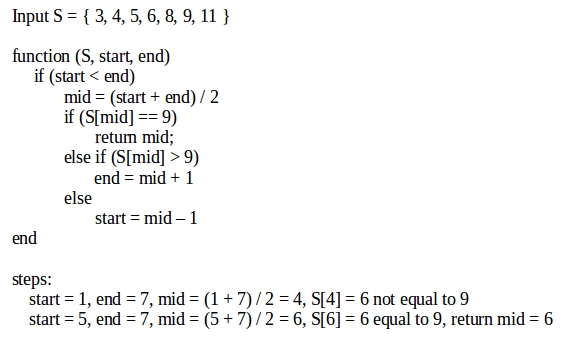 Input S = { 3, 4, 5, 6, 8, 9, 11 }
function (S, start, end)
if (start < end)
mid = (start + end) / 2
if (S[mid] == 9)
return mid;
else if (S[mid] > 9)
end = mid + 1
else
start = mid – 1
end
steps:
start = 1, end = 7, mid = (1 + 7) / 2 = 4, S[4] = 6 not equal to 9
start = 5, end = 7, mid = (5 + 7) / 2 = 6, S[6] = 6 equal to 9, return mid = 6